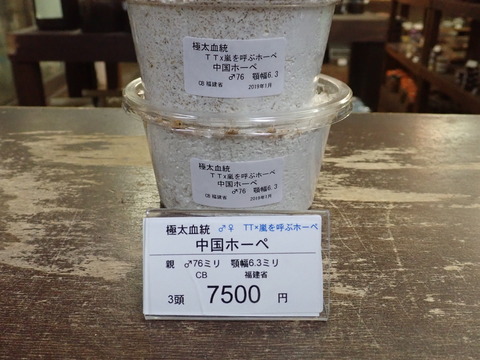 極太血統
TT×嵐を呼ぶホーペ
中国ホーペ
♂76 顎幅6.3
CB 福建省 2019年1月
極太血統
TT×嵐を呼ぶホーペ
中国ホーペ
♂76 顎幅6.3
CB 福建省 2019年1月
極太血統 ♂♀ TT×嵐を呼ぶホーペ
中国ホーペ
親 ♂76ミリ 顎幅6.3ミリ
CB 福建省
3頭 7500 円